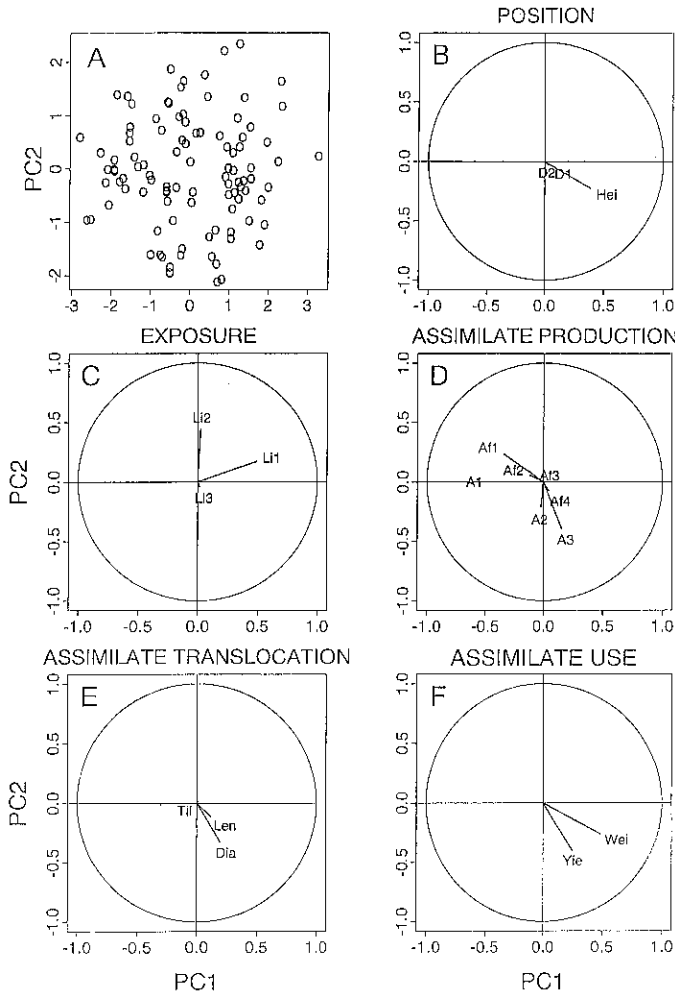 POSITION
A
PC2
2
1
0
-1
-2
-3 -2 -1 0 1 2 3
B
1.0
0.5
0.0
-0.5
-1.0
D2 D1
Hei
-1.0 -0.5 0.0 0.5 1.0
EXPOSURE
C
PC2
1.0
0.5
0.0
-0.5
-1.0
Li2
Li1
Li3
-1.0 -0.5 0.0 0.5 1.0
ASSIMILATE PRODUCTION
D
1.0
0.5
0.0
-0.5
-1.0
Af1
Af2
Af3
A1
Af4
A2
A3
-1.0 -0.5 0.0 0.5 1.0
ASSIMILATE TRANSLOCATION
E
PC2
1.0
0.5
0.0
-0.5
-1.0
Len
Dia
-1.0 -0.5 0.0 0.5 1.0
PC1
ASSIMILATE USE
F
1.0
0.5
0.0
-0.5
-1.0
Wei
Yie
-1.0 -0.5 0.0 0.5 1.0
PC1